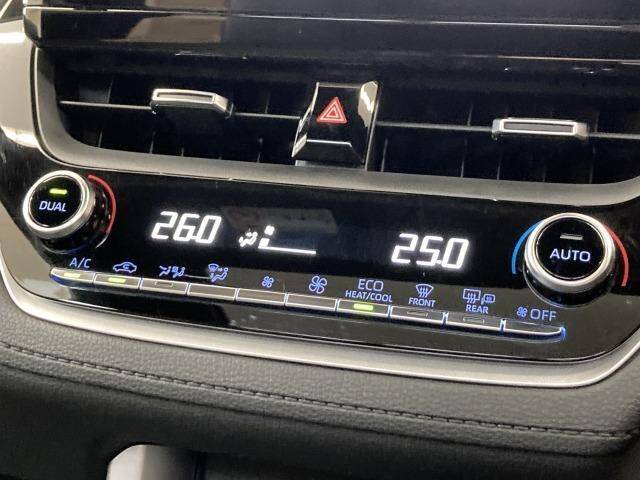 DUAL
26.0
25.0
AUTO
A/C
ECO
HEAT/COOL
FRONT
REAR
OFF